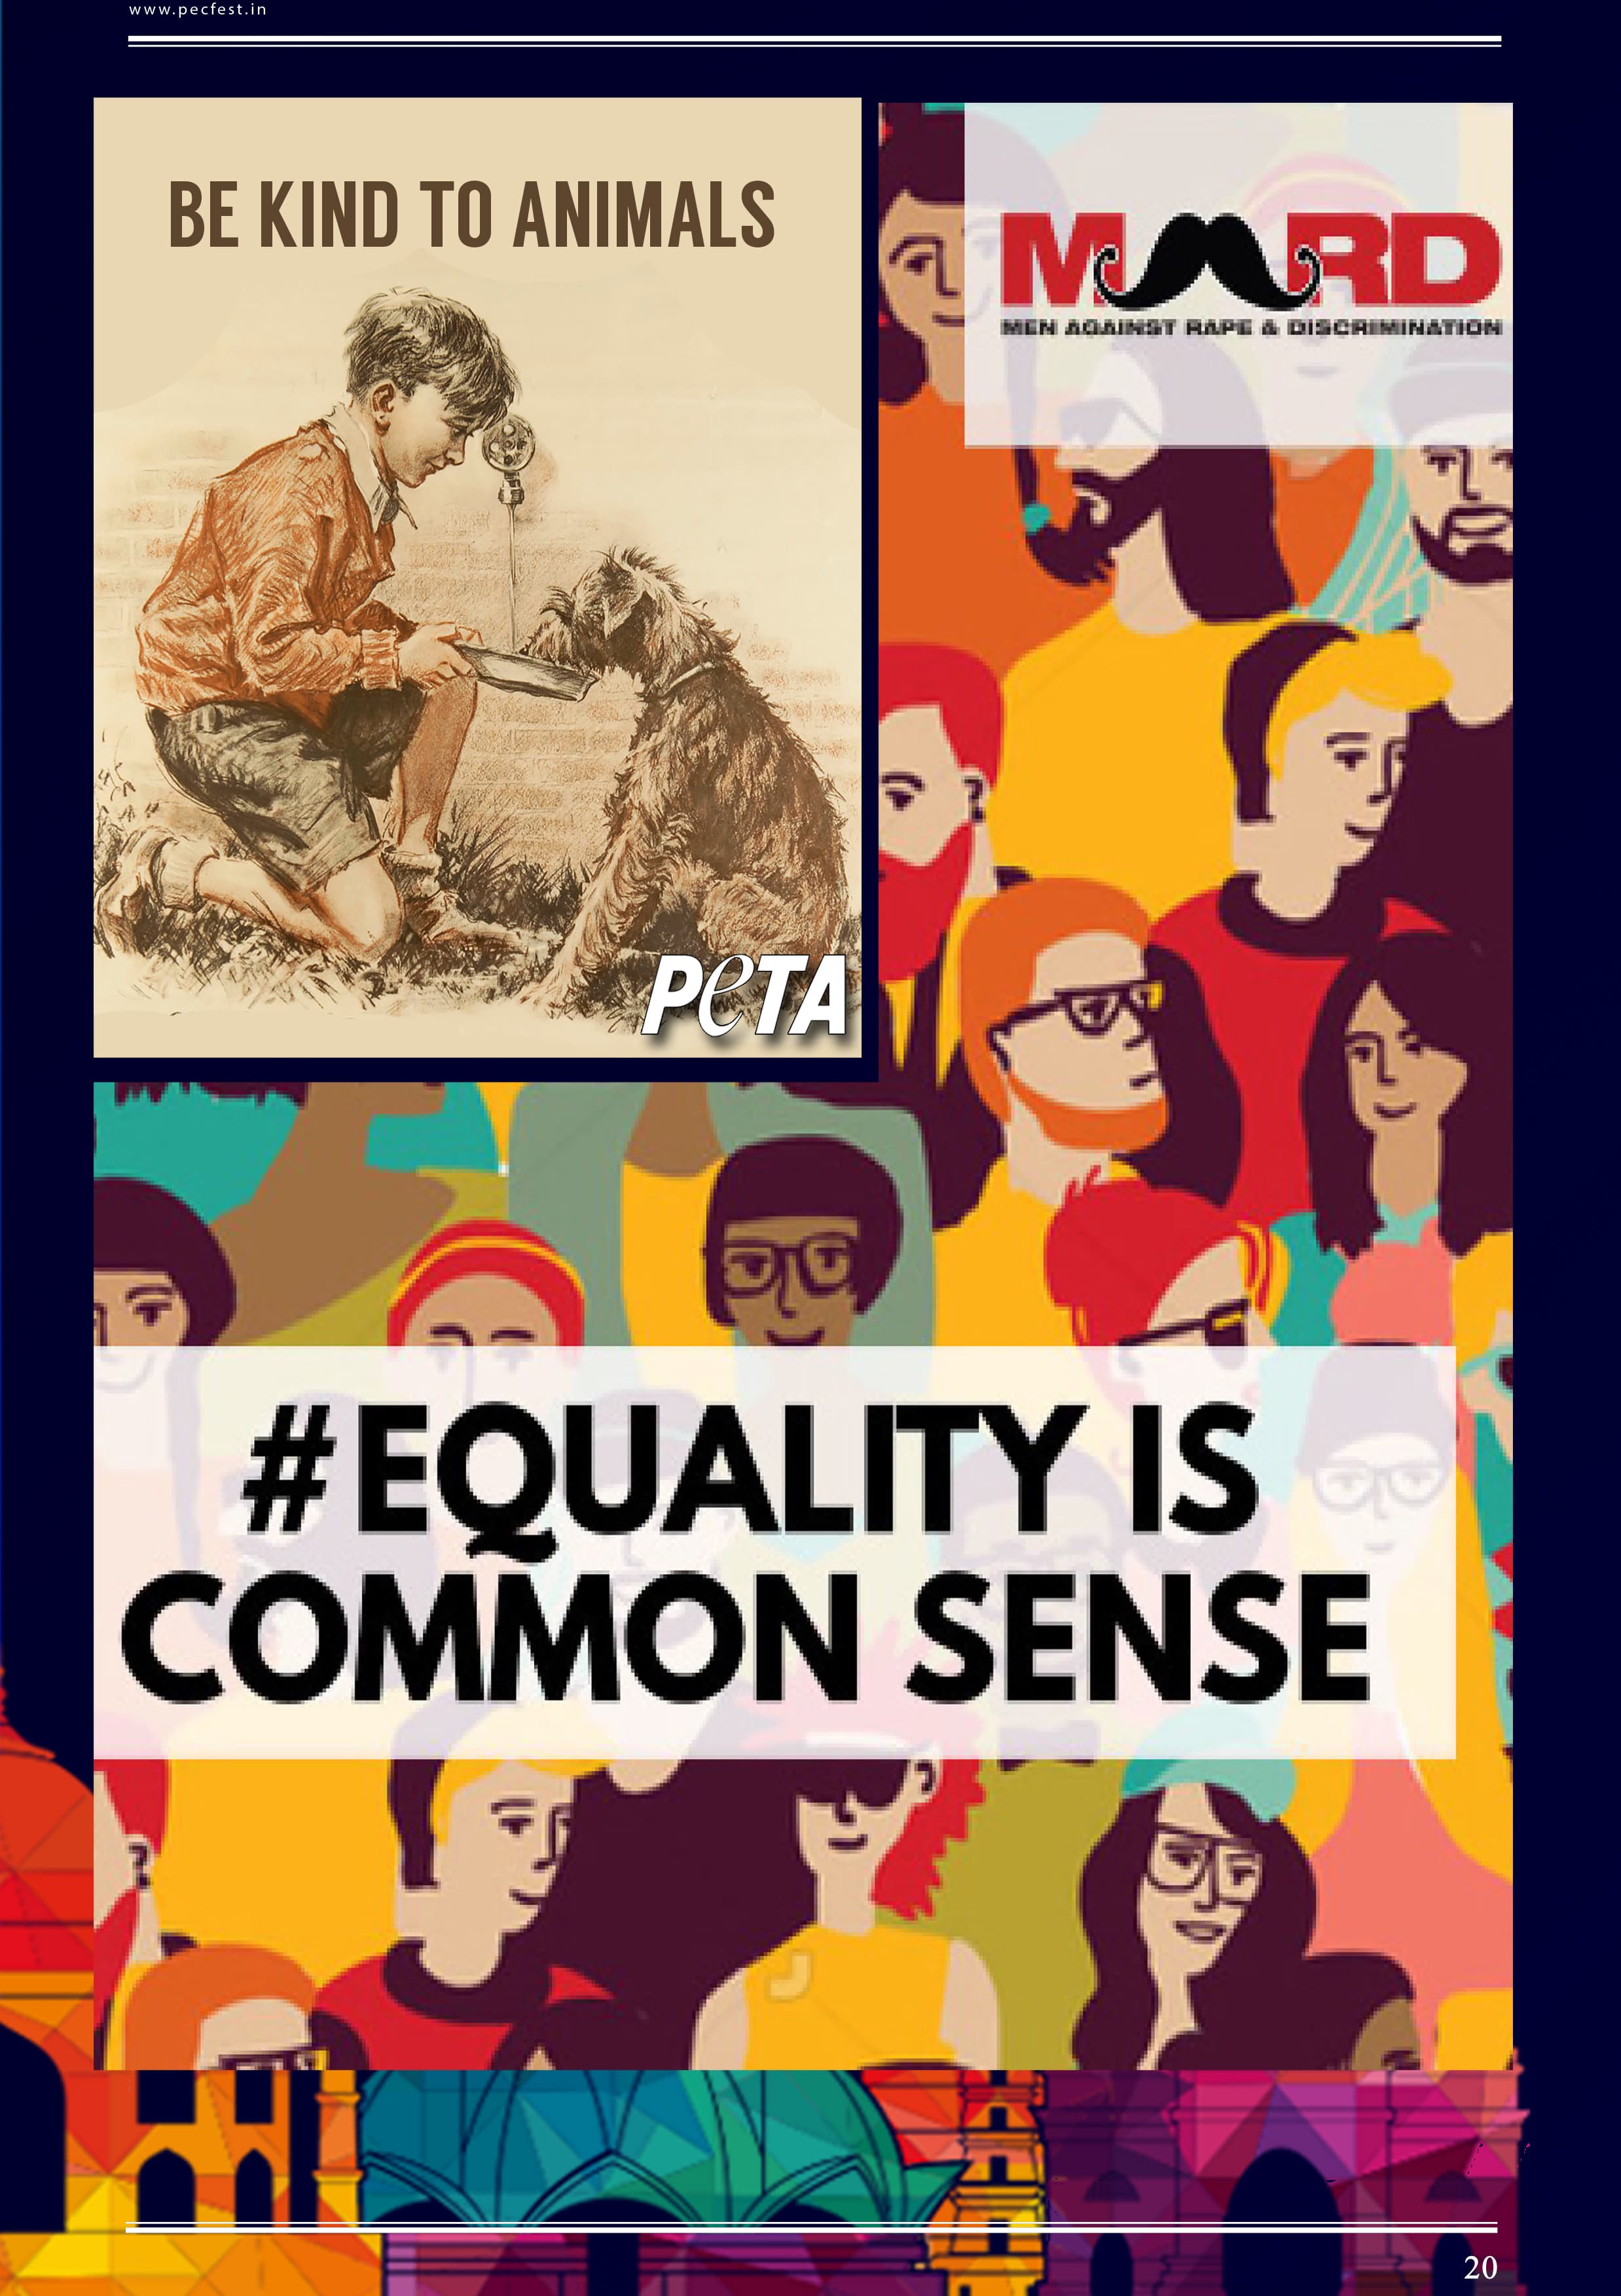 www.pecfest.in
BE KIND TO ANIMALS
PeTA
MARD
MEN AGAINST RAPE & DISCRIMINATION
#EQUALITY IS
COMMON SENSE
20